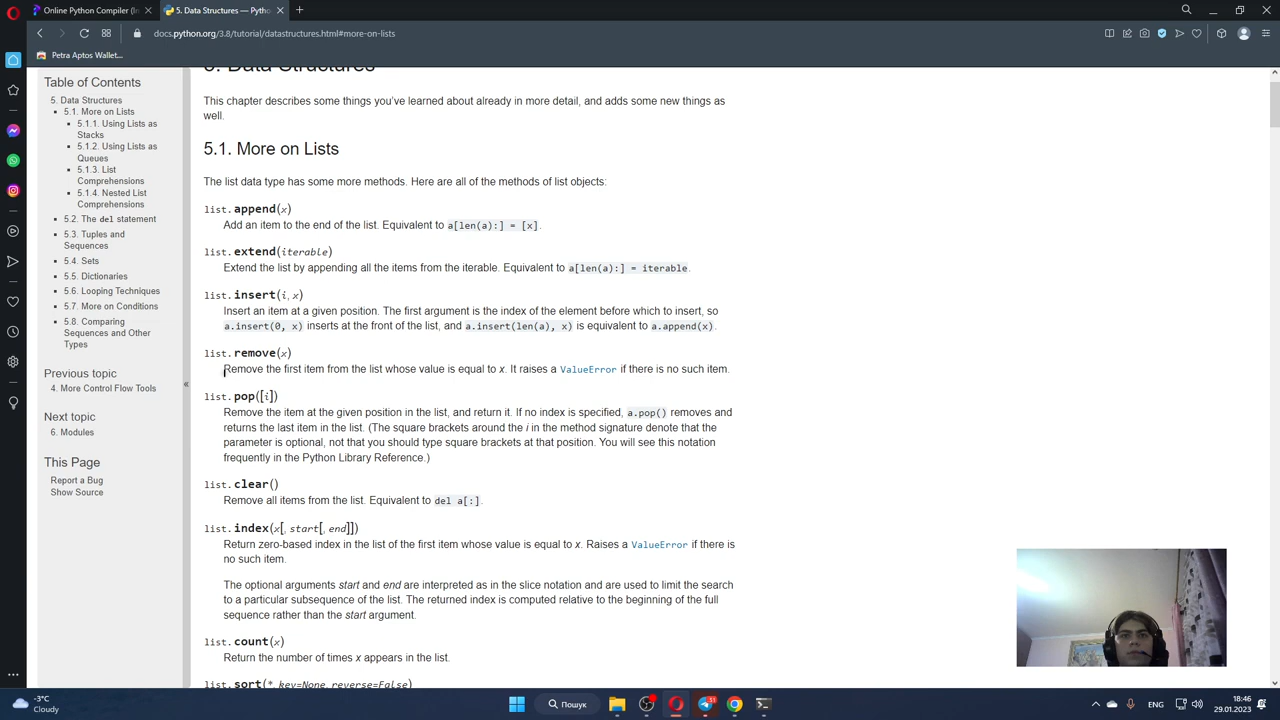 Online Python Compiler (In
5. Data Structures — Pytho
docs.python.org/3.8/tutorial/datastructures.html#more-on-lists
Petra Aptos Wallet...
Table of Contents
5. Data Structures
5.1. More on Lists
5.1.1. Using Lists as
Stacks
5.1.2. Using Lists as
Queues
5.1.3. List
Comprehensions
5.1.4. Nested List
Comprehensions
5.2. The del statement
5.3. Tuples and
Sequences
5.4. Sets
5.5. Dictionaries
5.6. Looping Techniques
5.7. More on Conditions
5.8. Comparing
Sequences and Other
Types
Previous topic
4. More Control Flow Tools
Next topic
6. Modules
This Page
Report a Bug
Show Source
«
5. Data Structures
This chapter describes some things you've learned about already in more detail, and adds some new things as
well.
5.1. More on Lists
The list data type has some more methods. Here are all of the methods of list objects:
list.append(x)
Add an item to the end of the list. Equivalent to a[len(a):] = [x].
list.extend(iterable)
Extend the list by appending all the items from the iterable. Equivalent to a[len(a):] = iterable.
list.insert(i, x)
Insert an item at a given position. The first argument is the index of the element before which to insert, so
a.insert(0, x) inserts at the front of the list, and a.insert(len(a), x) is equivalent to a.append(x).
list.remove(x)
Remove the first item from the list whose value is equal to x. It raises a ValueError if there is no such item.
list.pop([i])
Remove the item at the given position in the list, and return it. If no index is specified, a.pop() removes and
returns the last item in the list. (The square brackets around the i in the method signature denote that the
parameter is optional, not that you should type square brackets at that position. You will see this notation
frequently in the Python Library Reference.)
list.clear()
Remove all items from the list. Equivalent to del a[:].
list.index(x[, start[, end]])
Return zero-based index in the list of the first item whose value is equal to x. Raises a ValueError if there is
no such item.
The optional arguments start and end are interpreted as in the slice notation and are used to limit the search
to a particular subsequence of the list. The returned index is computed relative to the beginning of the full
sequence rather than the start argument.
list.count(x)
Return the number of times x appears in the list.
list.sort(*, key=None, reverse=False)
-3°C
Cloudy
Пошук
ENG
18:46
29.01.2023